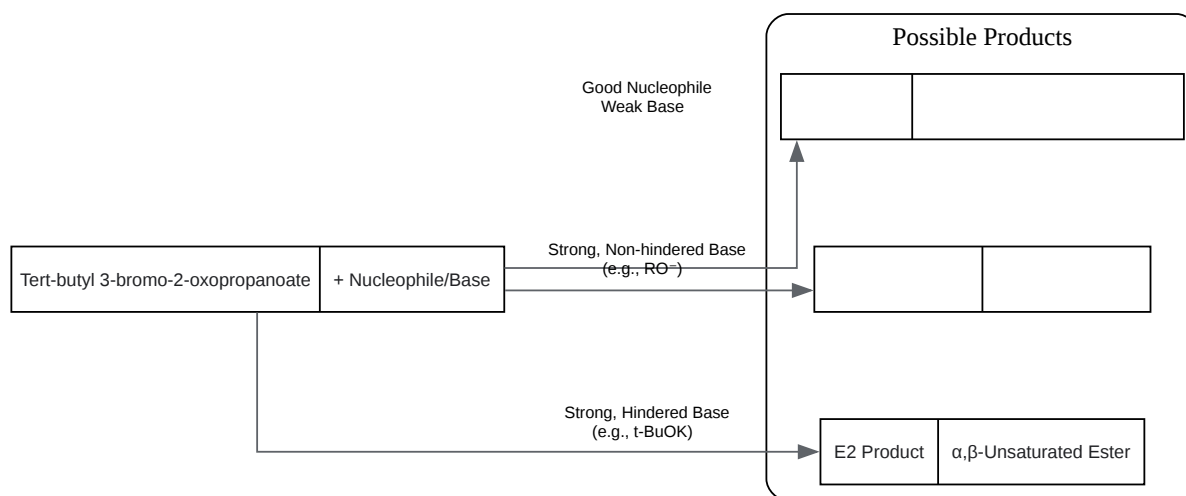 Possible Products
Good Nucleophile
Weak Base
Strong, Non-hindered Base
(e.g., RO⁻)
Tert-butyl 3-bromo-2-oxopropanoate
+ Nucleophile/Base
Strong, Hindered Base
(e.g., t-BuOK)
E2 Product
α,β-Unsaturated Ester